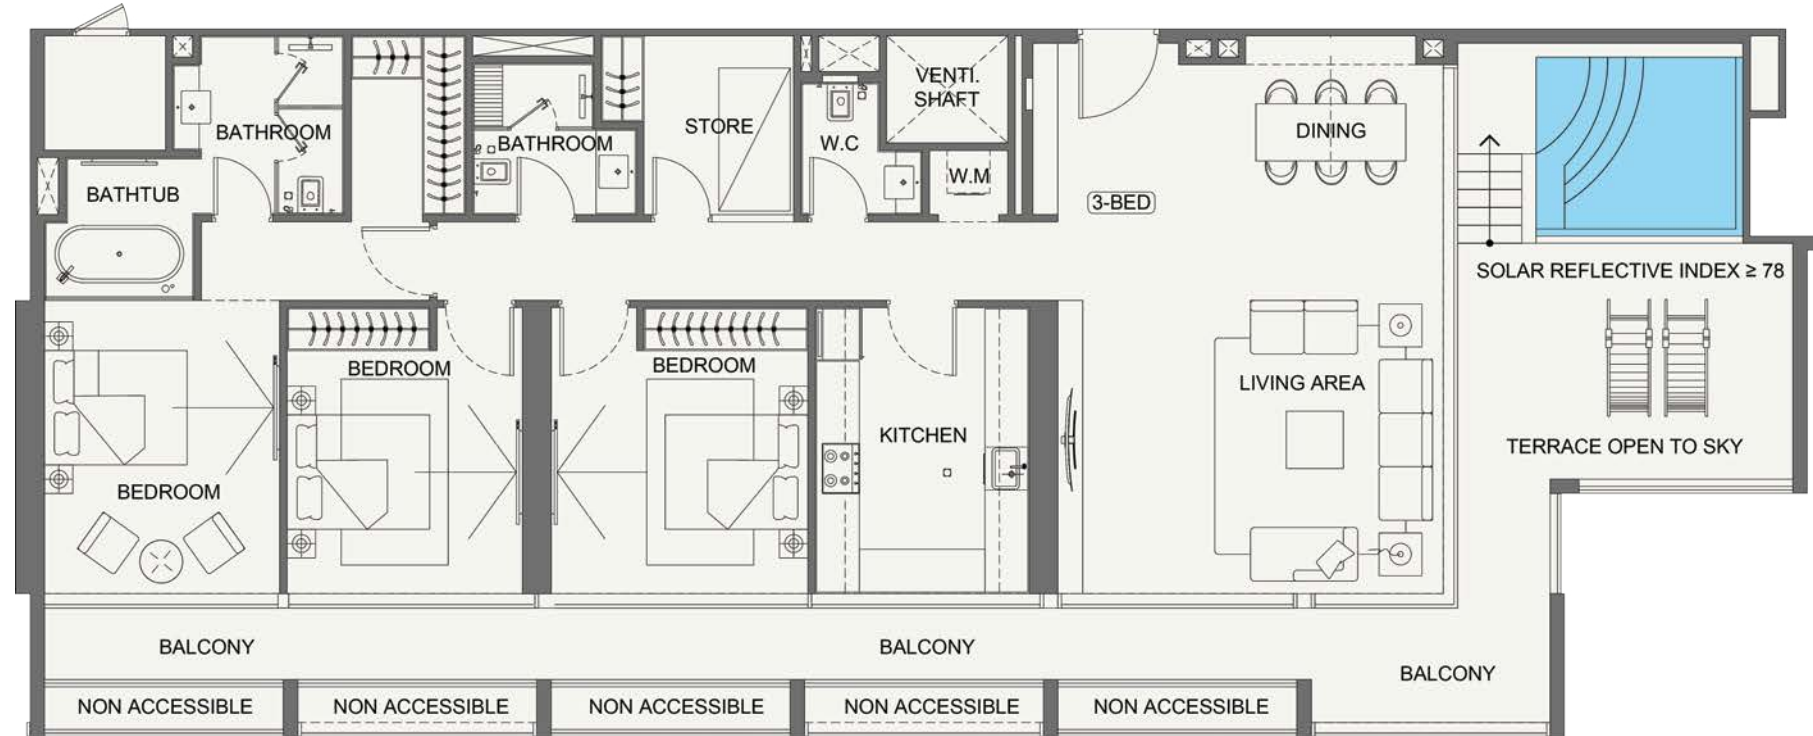 VENTI.
SHAFT
BATHROOM
STORE
BATHROOM
W.C
DINING
W.M
BATHTUB
3-BED
SOLAR REFLECTIVE INDEX ≥ 78
BEDROOM
BEDROOM
LIVING AREA
KITCHEN
TERRACE OPEN TO SKY
BEDROOM
BALCONY
BALCONY
BALCONY
NON ACCESSIBLE
NON ACCESSIBLE
NON ACCESSIBLE
NON ACCESSIBLE
NON ACCESSIBLE